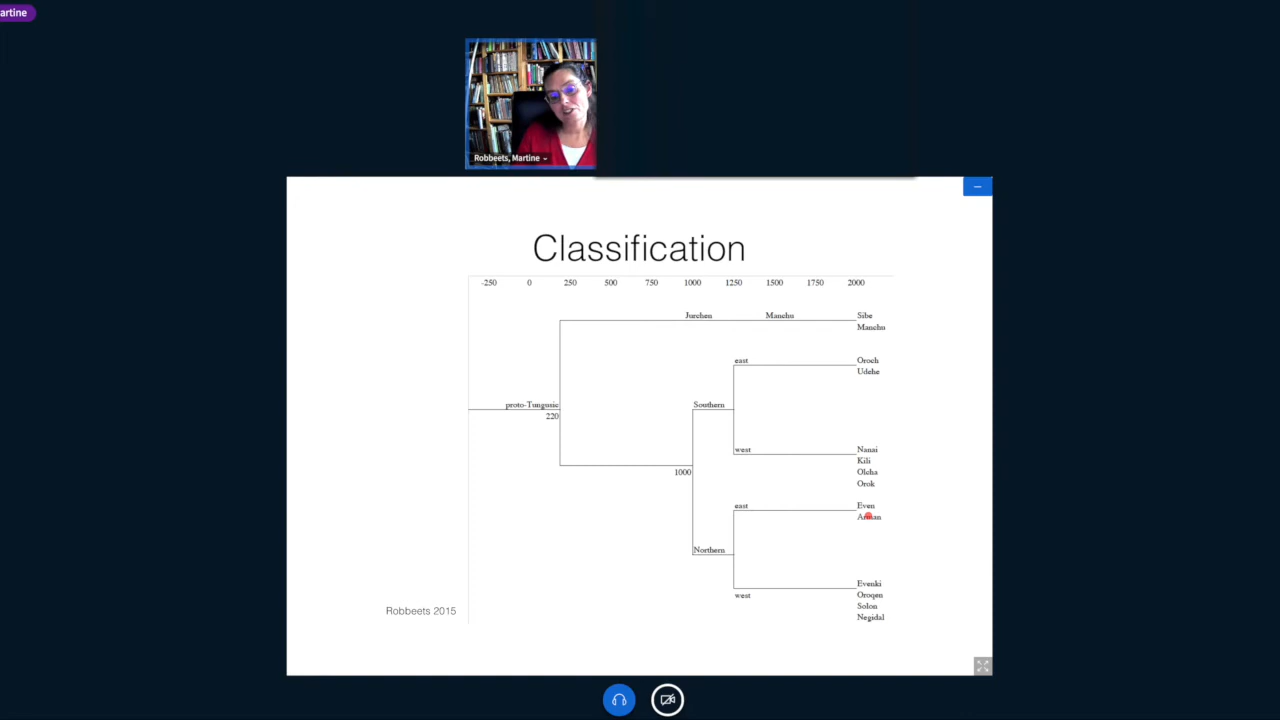 artine
Robbeets, Martine
Classification
-250 0 250 500 750 1000 1250 1500 1750 2000
Jurchen Manchu Sibe
Manchu
east Oroch
Udehe
proto-Tungusic Southern
220
west Nanai
Kili
Olcha
Orok
1000
east Even
Arman
Northern
west Evenki
Oroqen
Solon
Negidal
Robbeets 2015